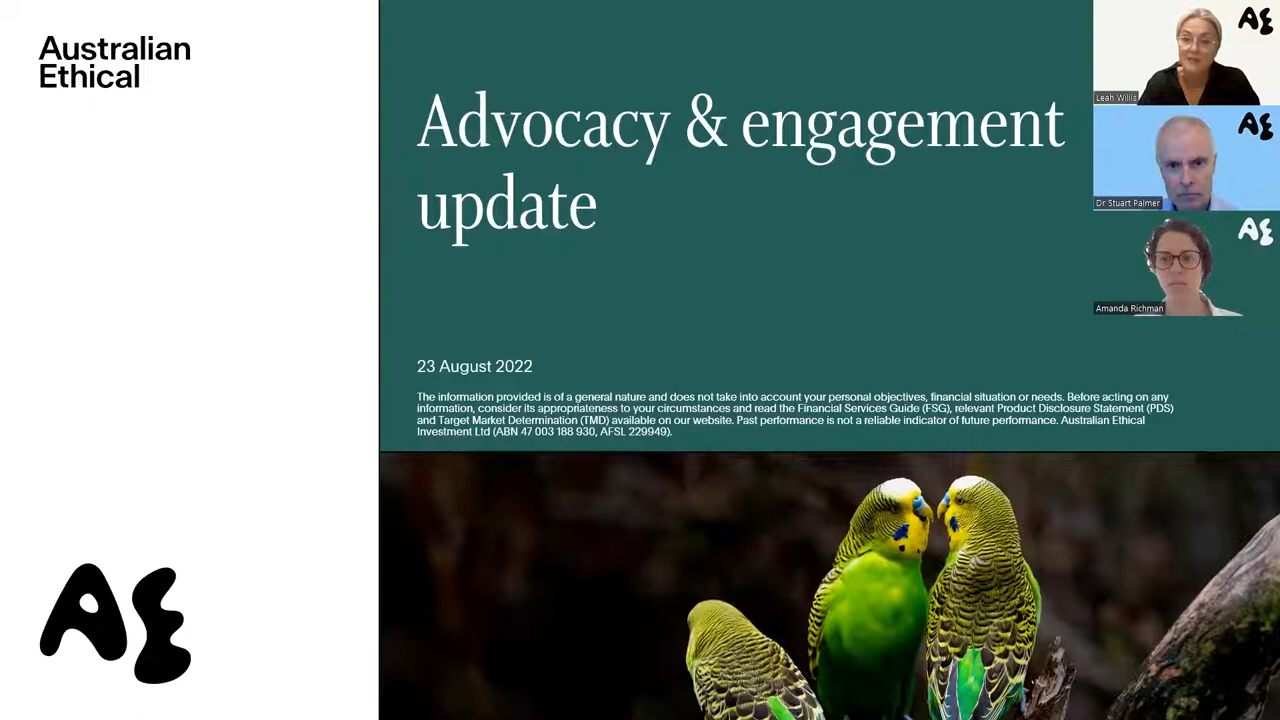 Australian
Ethical
Advocacy & engagement
update
23 August 2022
The information provided is of a general nature and does not take into account your personal objectives, financial situation or needs. Before acting on any
information, consider its appropriateness to your circumstances and read the Financial Services Guide (FSG), relevant Product Disclosure Statement (PDS)
and Target Market Determination (TMD) available on our website. Past performance is not a reliable indicator of future performance. Australian Ethical
Investment Ltd (ABN 47 003 188 930, AFSL 229949).
AE
AE
Leah Willis
AE
Dr Stuart Palmer
AE
Amanda Richman